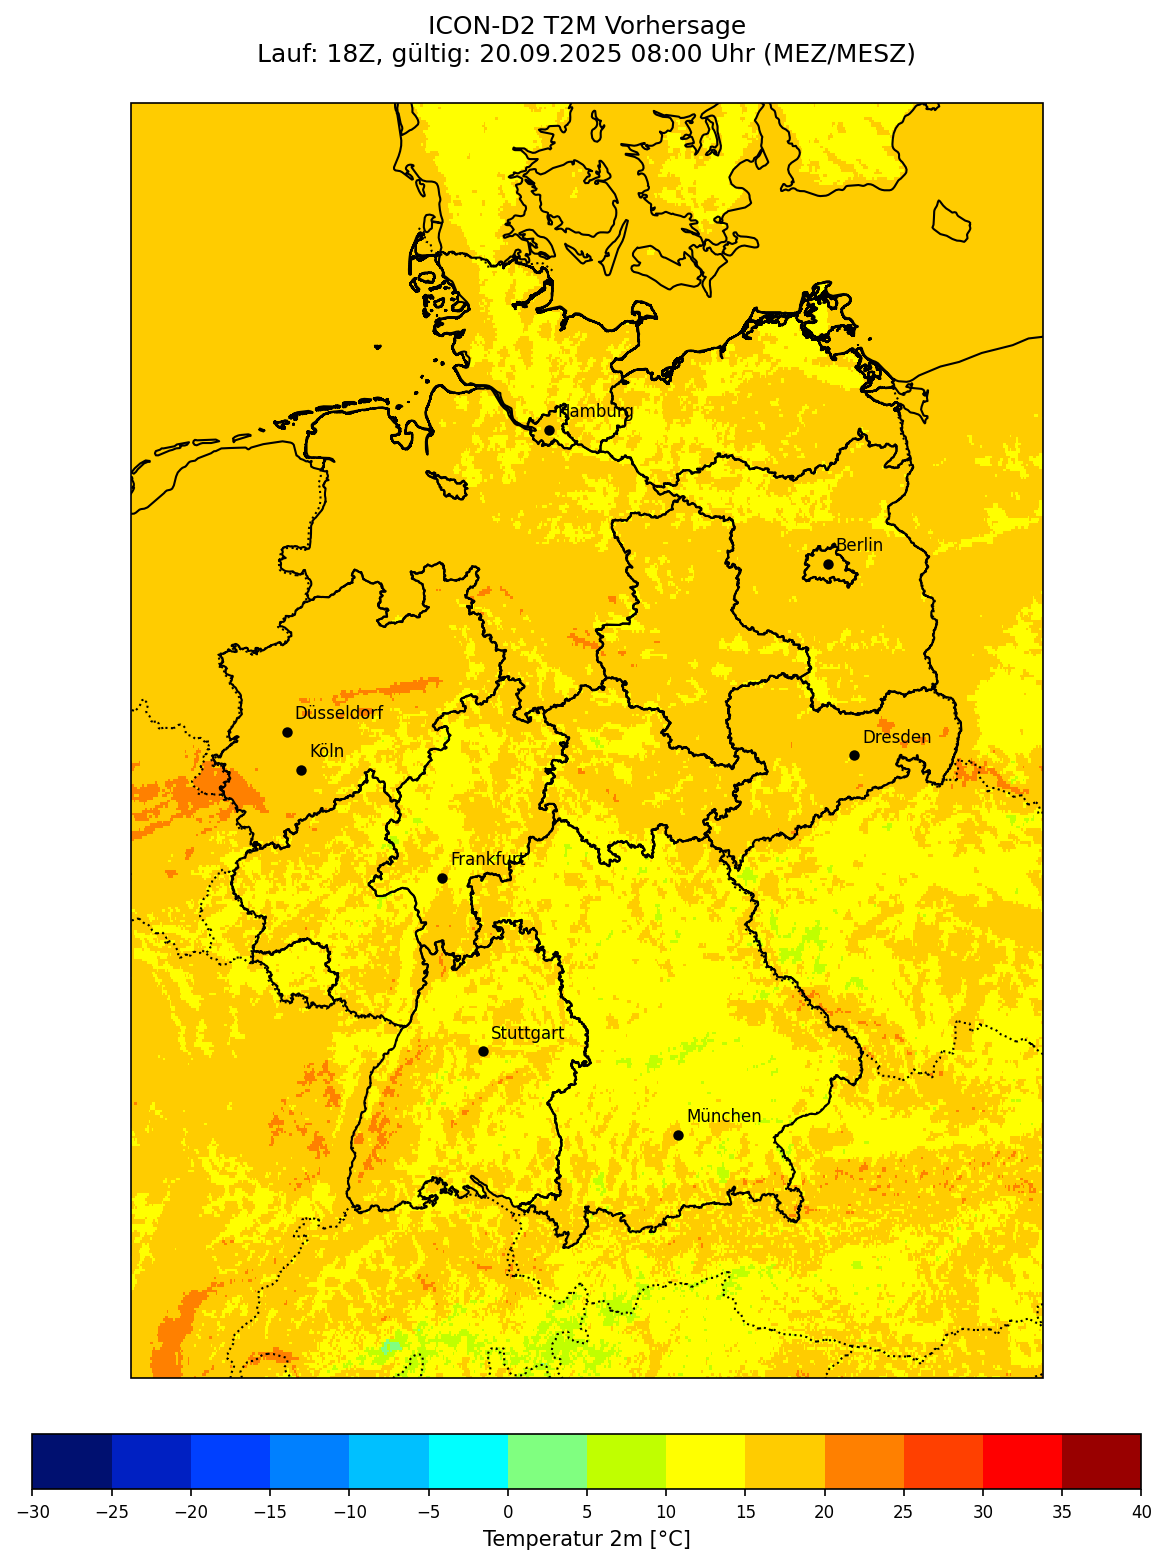 ICON-D2 T2M Vorhersage
Lauf: 18Z, gültig: 20.09.2025 08:00 Uhr (MEZ/MESZ)
Hamburg
Berlin
Düsseldorf
Dresden
Köln
Frankfurt
Stuttgart
München
−30 −25 −20 −15 −10 −5 0 5 10 15 20 25 30 35 40
Temperatur 2m [°C]